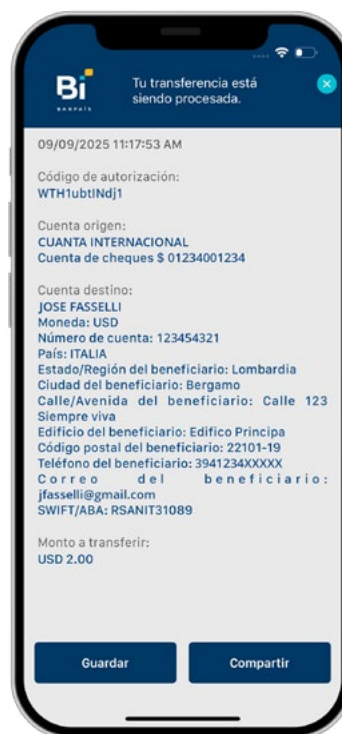 Bi
BANPAÍS
Tu transferencia está
siendo procesada.
09/09/2025 11:17:53 AM
Código de autorización:
WTH1ubtINdj1
Cuenta origen:
CUANTA INTERNACIONAL
Cuenta de cheques $ 01234001234
Cuenta destino:
JOSE FASSELLI
Moneda: USD
Número de cuenta: 123454321
País: ITALIA
Estado/Región del beneficiario: Lombardia
Ciudad del beneficiario: Bergamo
Calle/Avenida del beneficiario: Calle 123
Siempre viva
Edificio del beneficiario: Edifico Principa
Código postal del beneficiario: 22101-19
Teléfono del beneficiario: 3941234XXXXX
Correo del beneficiario:
jfasselli@gmail.com
SWIFT/ABA: RSANIT31089
Monto a transferir:
USD 2.00
Guardar
Compartir